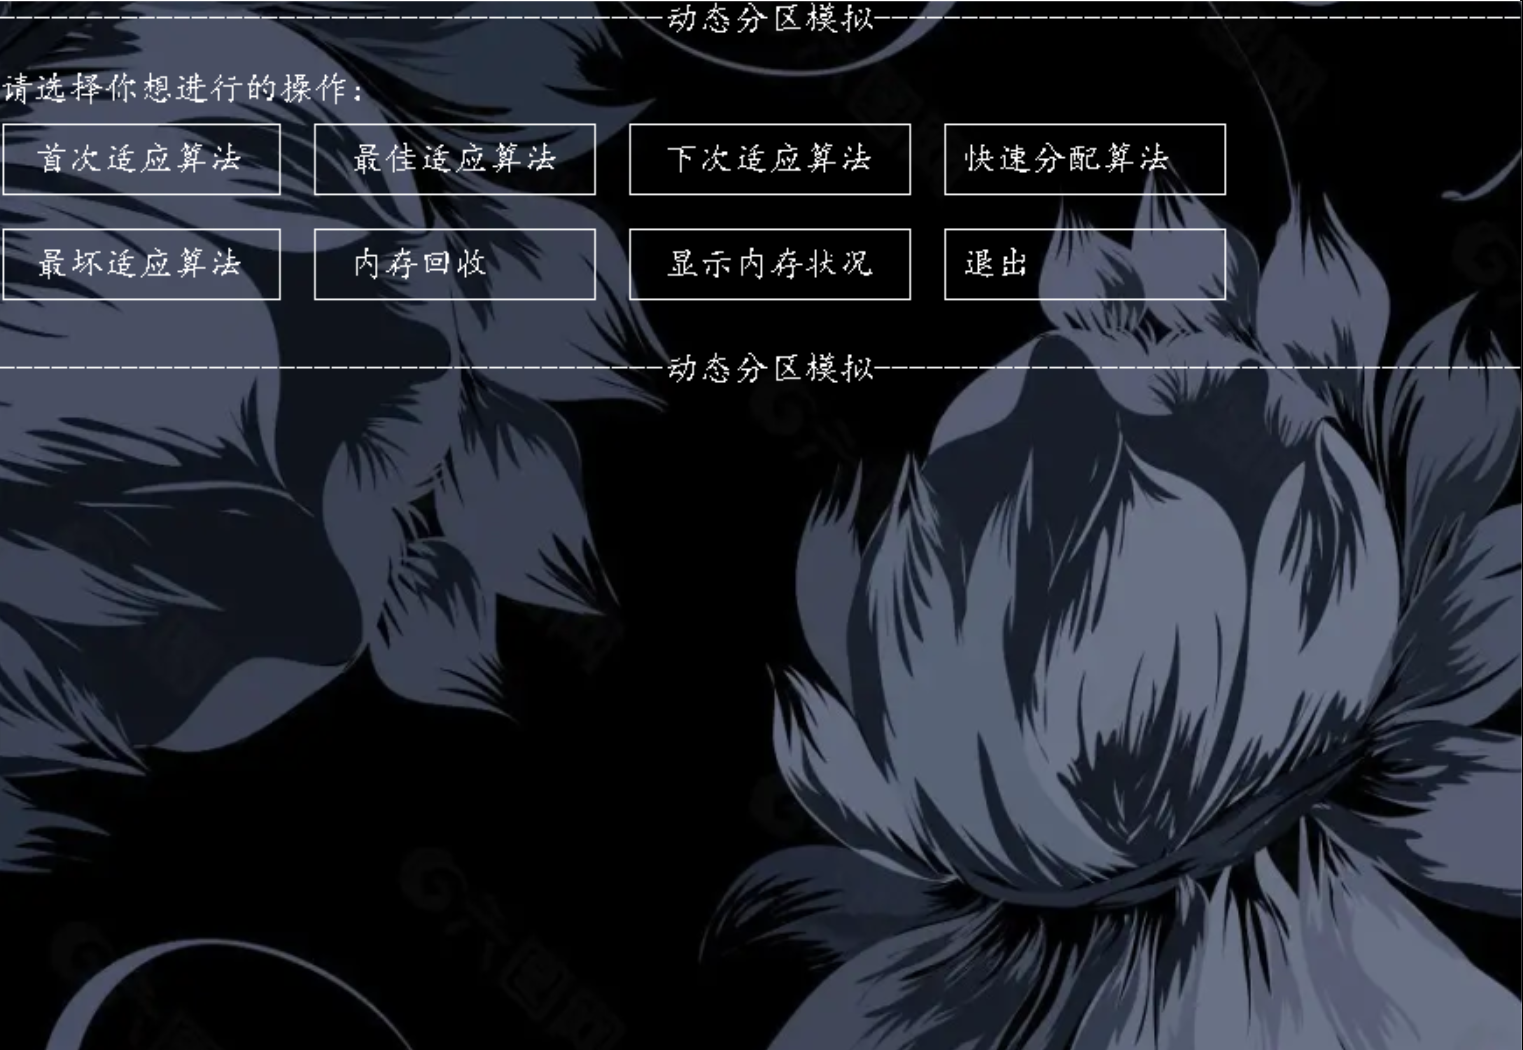 动态分区模拟
请选择你想进行的操作：
首次适应算法 最佳适应算法 下次适应算法 快速分配算法
最坏适应算法 内存回收 显示内存状况 退出
动态分区模拟